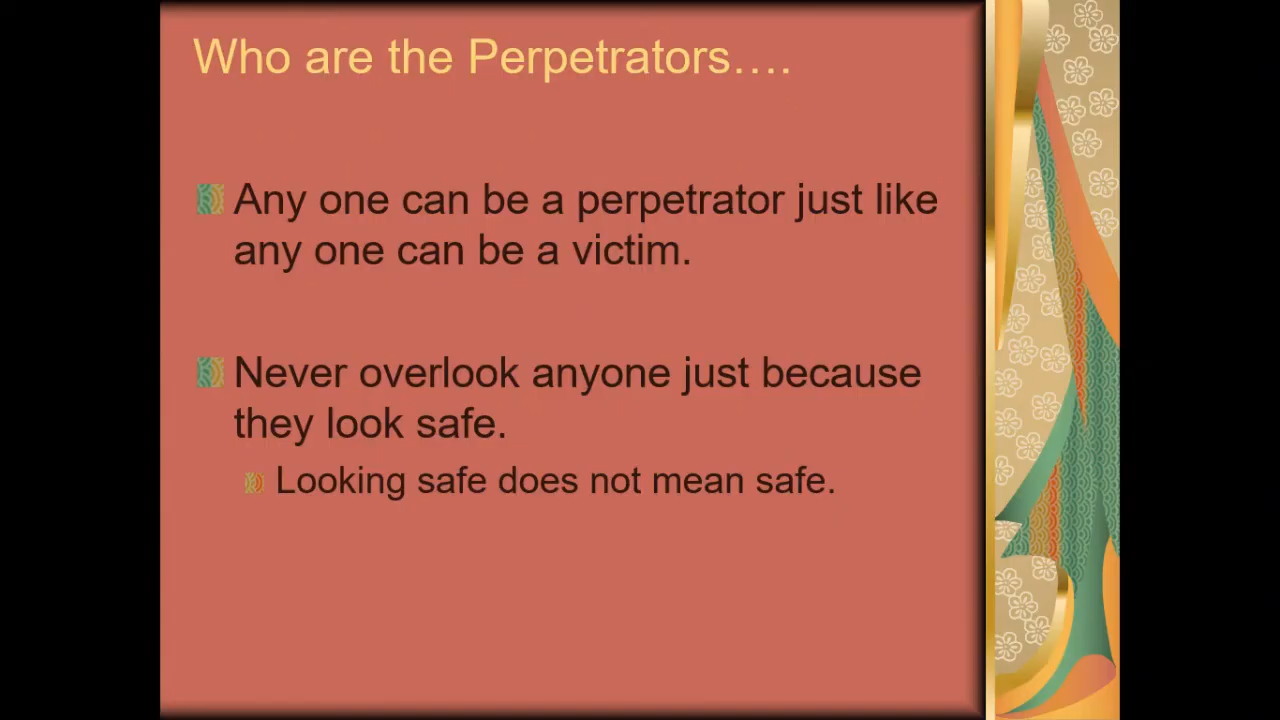 Who are the Perpetrators….
Any one can be a perpetrator just like
any one can be a victim.
Never overlook anyone just because
they look safe.
Looking safe does not mean safe.